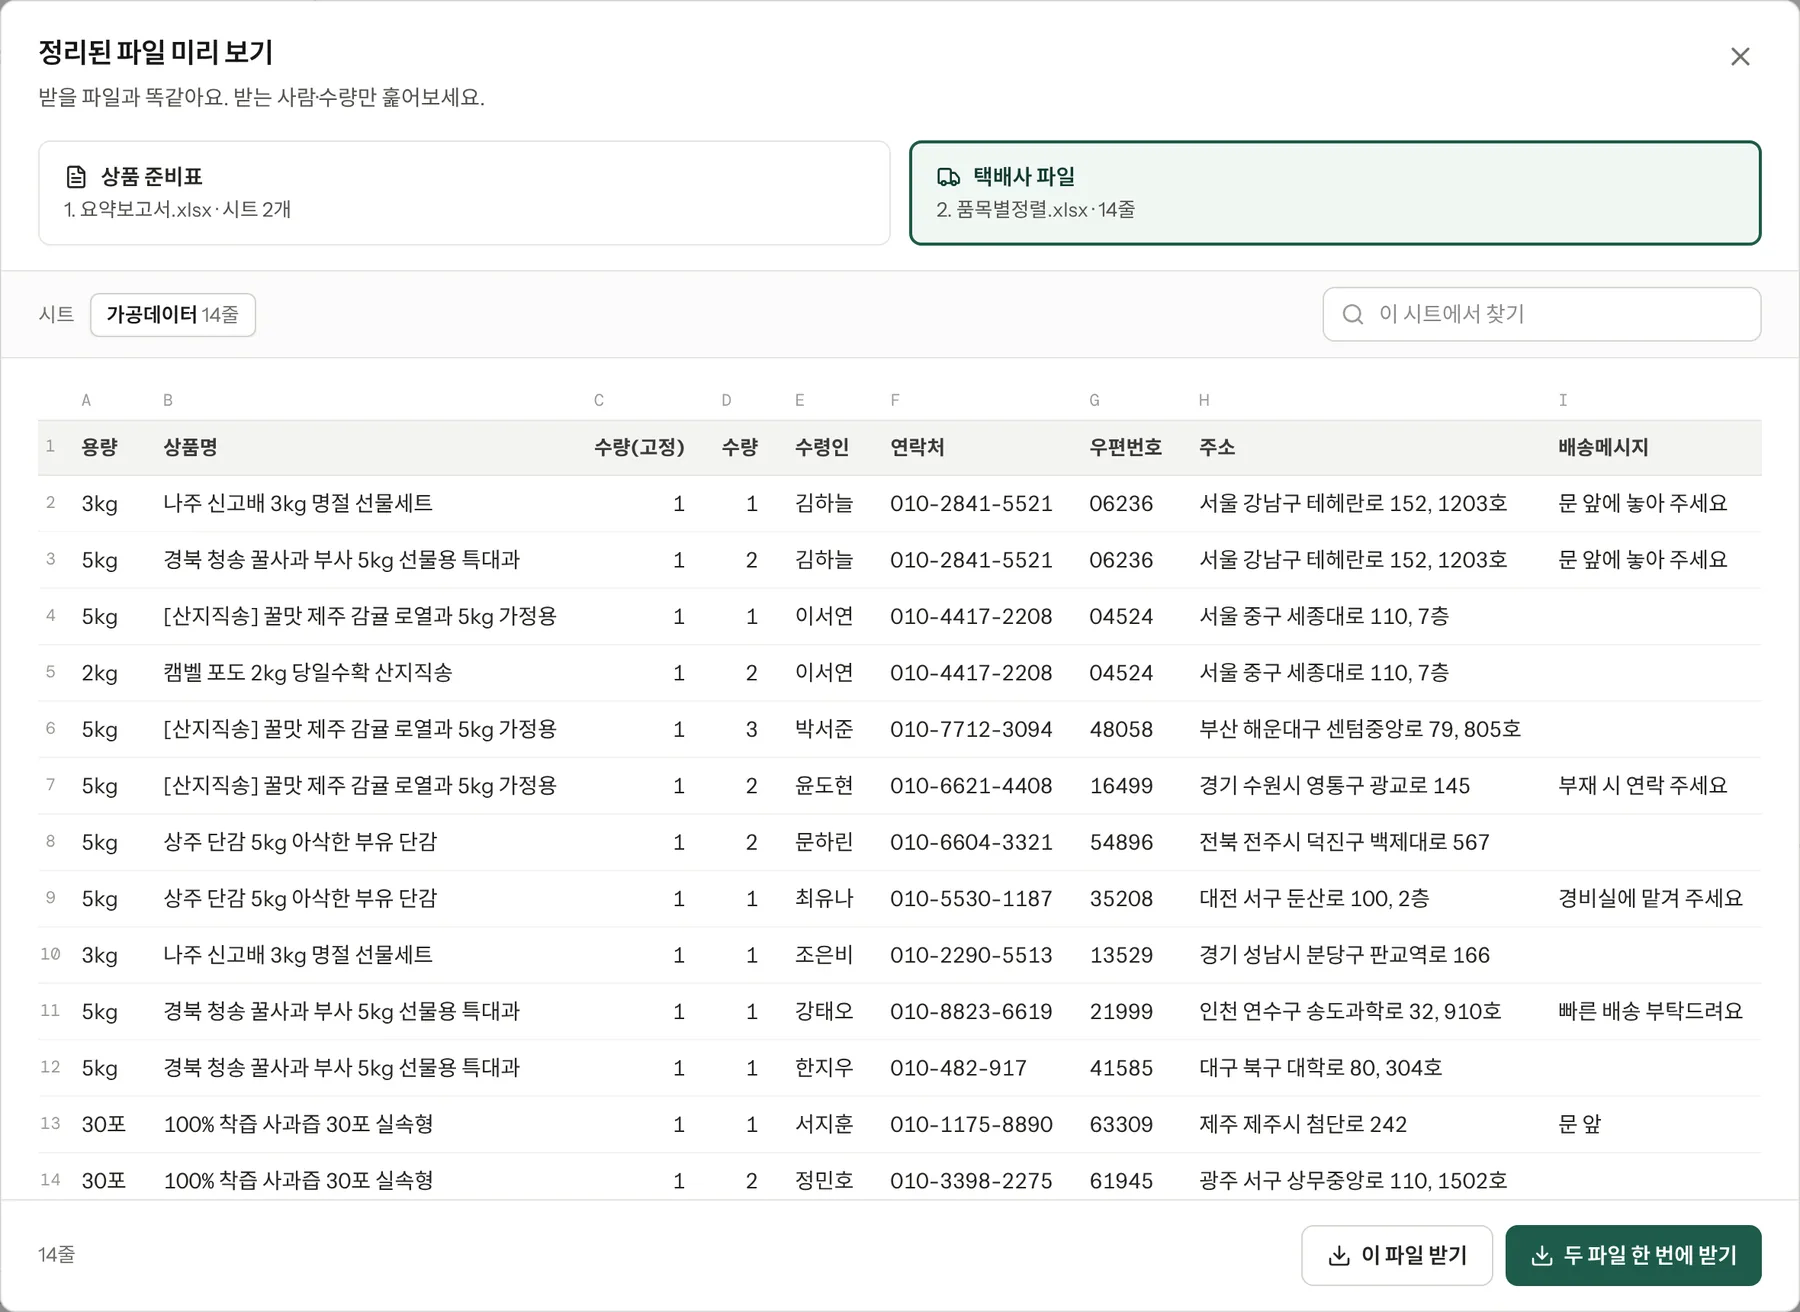 정리된 파일 미리 보기
받을 파일과 똑같아요. 받는 사람·수량만 훑어보세요.
상품 준비표
1. 요약보고서.xlsx · 시트 2개
택배사 파일
2. 품목별정렬.xlsx · 14줄
시트 가공데이터 14줄 이 시트에서 찾기
A B C D E F G H I
1 용량 상품명 수량(고정) 수량 수령인 연락처 우편번호 주소 배송메시지
2 3kg 나주 신고배 3kg 명절 선물세트 1 1 김하늘 010-2841-5521 06236 서울 강남구 테헤란로 152, 1203호 문 앞에 놓아 주세요
3 5kg 경북 청송 꿀사과 부사 5kg 선물용 특대과 1 2 김하늘 010-2841-5521 06236 서울 강남구 테헤란로 152, 1203호 문 앞에 놓아 주세요
4 5kg [산지직송] 꿀맛 제주 감귤 로열과 5kg 가정용 1 1 이서연 010-4417-2208 04524 서울 중구 세종대로 110, 7층
5 2kg 캠벨 포도 2kg 당일수확 산지직송 1 2 이서연 010-4417-2208 04524 서울 중구 세종대로 110, 7층
6 5kg [산지직송] 꿀맛 제주 감귤 로열과 5kg 가정용 1 3 박서준 010-7712-3094 48058 부산 해운대구 센텀중앙로 79, 805호
7 5kg [산지직송] 꿀맛 제주 감귤 로열과 5kg 가정용 1 2 윤도현 010-6621-4408 16499 경기 수원시 영통구 광교로 145 부재 시 연락 주세요
8 5kg 상주 단감 5kg 아삭한 부유 단감 1 2 문하린 010-6604-3321 54896 전북 전주시 덕진구 백제대로 567
9 5kg 상주 단감 5kg 아삭한 부유 단감 1 1 최유나 010-5530-1187 35208 대전 서구 둔산로 100, 2층 경비실에 맡겨 주세요
10 3kg 나주 신고배 3kg 명절 선물세트 1 1 조은비 010-2290-5513 13529 경기 성남시 분당구 판교역로 166
11 5kg 경북 청송 꿀사과 부사 5kg 선물용 특대과 1 1 강태오 010-8823-6619 21999 인천 연수구 송도과학로 32, 910호 빠른 배송 부탁드려요
12 5kg 경북 청송 꿀사과 부사 5kg 선물용 특대과 1 1 한지우 010-482-917 41585 대구 북구 대학로 80, 304호
13 30포 100% 착즙 사과즙 30포 실속형 1 1 서지훈 010-1175-8890 63309 제주 제주시 첨단로 242 문 앞
14 30포 100% 착즙 사과즙 30포 실속형 1 2 정민호 010-3398-2275 61945 광주 서구 상무중앙로 110, 1502호
14줄 이 파일 받기 두 파일 한 번에 받기